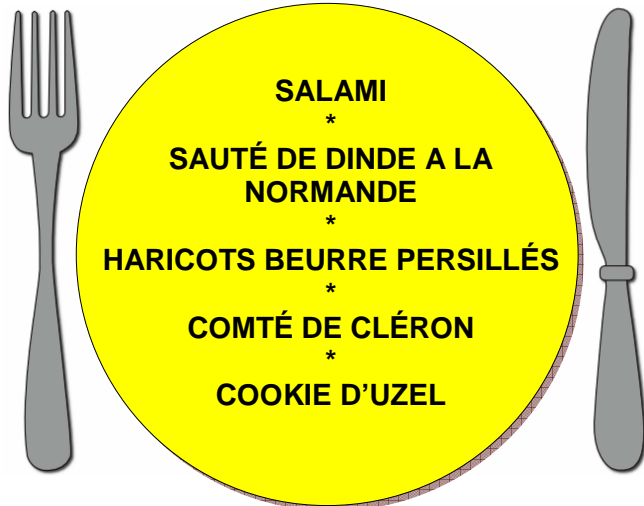 SALAMI
*
SAUTÉ DE DINDE A LA
NORMANDE
*
HARICOTS BEURRE PERSILLÉS
*
COMTÉ DE CLÉRON
*
COOKIE D’UZEL